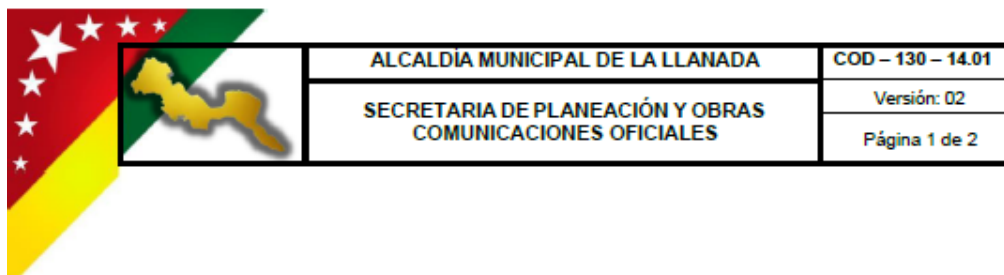 ALCALDÍA MUNICIPAL DE LA LLANADA
COD – 130 – 14.01
SECRETARIA DE PLANEACIÓN Y OBRAS
COMUNICACIONES OFICIALES
Versión: 02
Página 1 de 2